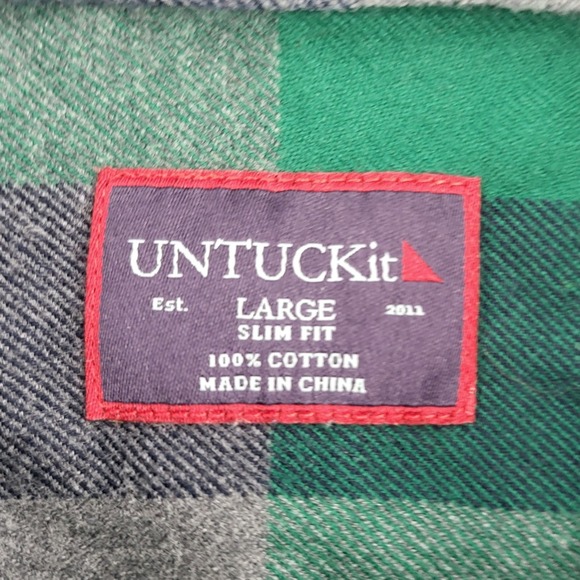 UNTUCKit
Est. LARGE 2011
SLIM FIT
100% COTTON
MADE IN CHINA